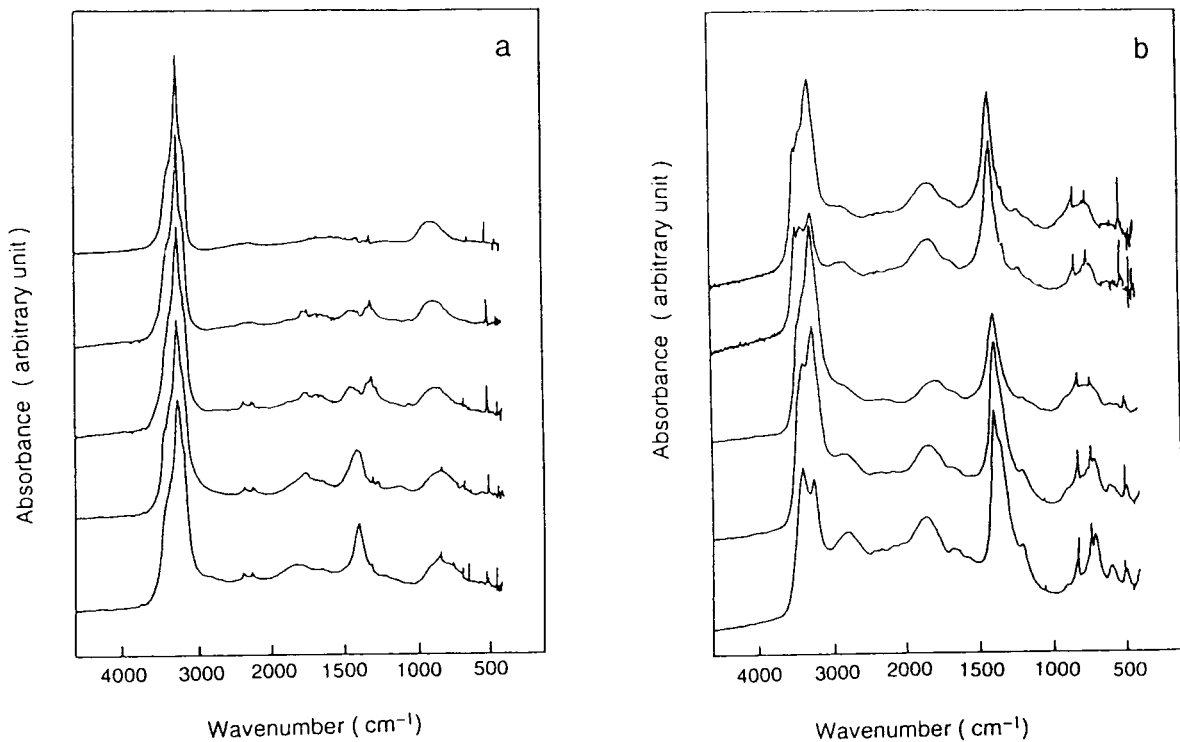 a
Absorbance ( arbitrary unit )
4000 3000 2000 1500 1000 500
Wavenumber ( cm⁻¹ )
b
Absorbance ( arbitrary unit )
4000 3000 2000 1500 1000 500
Wavenumber ( cm⁻¹ )